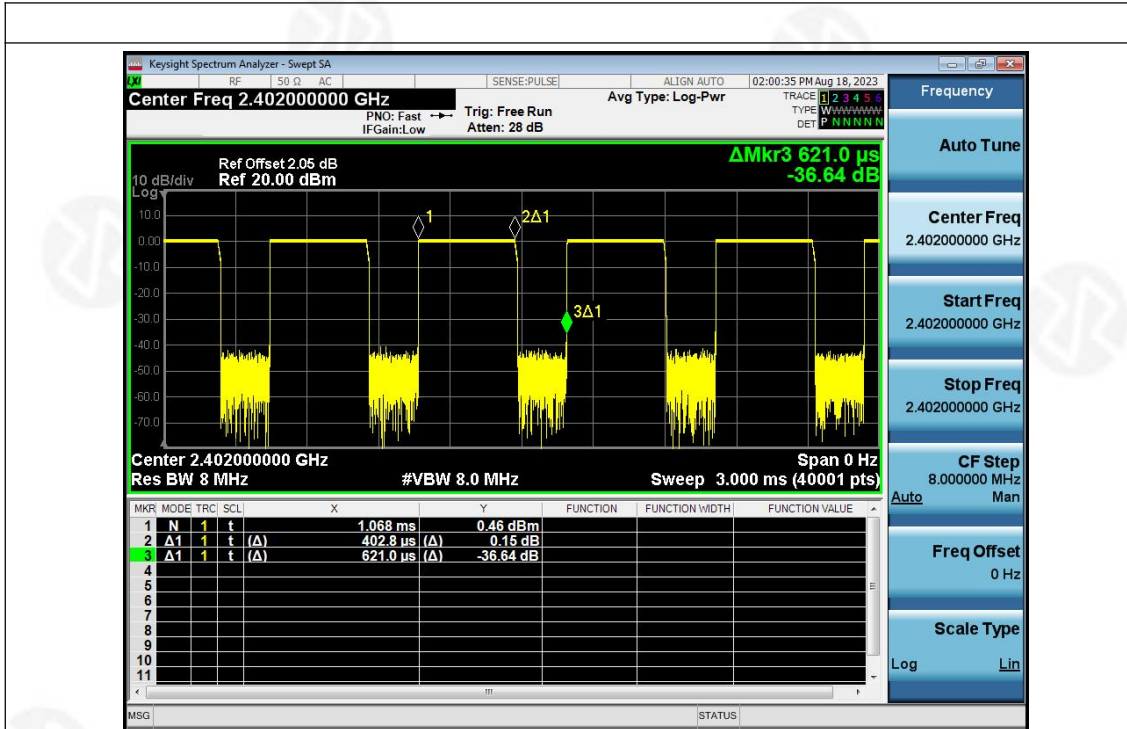 Keysight Spectrum Analyzer - Swept SA
LXI RF 50 Ω AC SENSE:PULSE ALIGN AUTO 02:00:35 PM Aug 18, 2023
Center Freq 2.402000000 GHz Avg Type: Log-Pwr TRACE 1 2 3 4 5 6
PNO: Fast Trig: Free Run TYPE WWWWWW
IFGain:Low Atten: 28 dB DET P N N N N N
Frequency
Auto Tune
Center Freq
2.402000000 GHz
Start Freq
2.402000000 GHz
Stop Freq
2.402000000 GHz
CF Step
8.000000 MHz
Auto Man
Freq Offset
0 Hz
Scale Type
Log Lin
ΔMkr3 621.0 µs
-36.64 dB
Ref Offset 2.05 dB
10 dB/div Ref 20.00 dBm
Log
10.0
0.00
-10.0
-20.0
-30.0
-40.0
-50.0
-60.0
-70.0
1
2Δ1
3Δ1
Center 2.402000000 GHz Span 0 Hz
Res BW 8 MHz #VBW 8.0 MHz Sweep 3.000 ms (40001 pts)
MKR MODE TRC SCL X Y FUNCTION FUNCTION WIDTH FUNCTION VALUE
1 N 1 t 1.068 ms 0.46 dBm
2 Δ1 1 t (Δ) 402.8 µs (Δ) 0.15 dB
3 Δ1 1 t (Δ) 621.0 µs (Δ) -36.64 dB
4
5
6
7
8
9
10
11
MSG STATUS